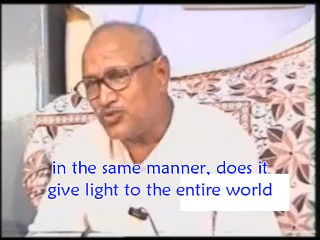 in the same manner, does it
give light to the entire world